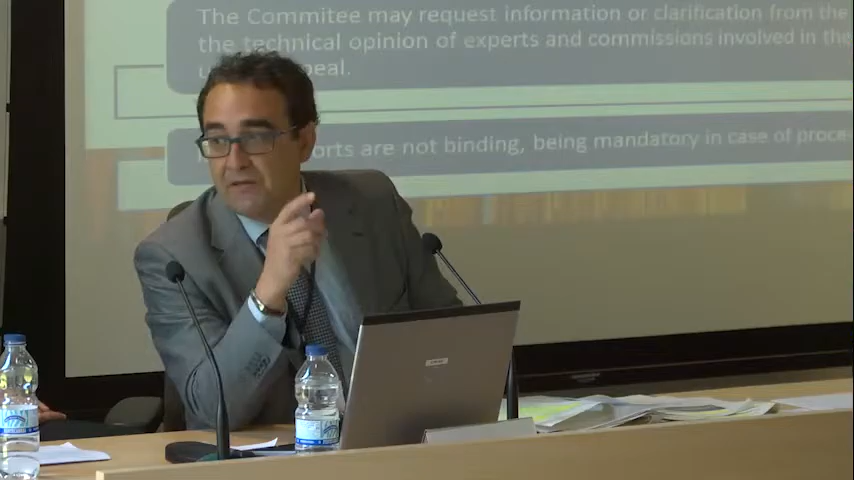 The Commitee may request information or clarification from the
the technical opinion of experts and commissions involved in the
peal.
orts are not binding, being mandatory in case of proce-